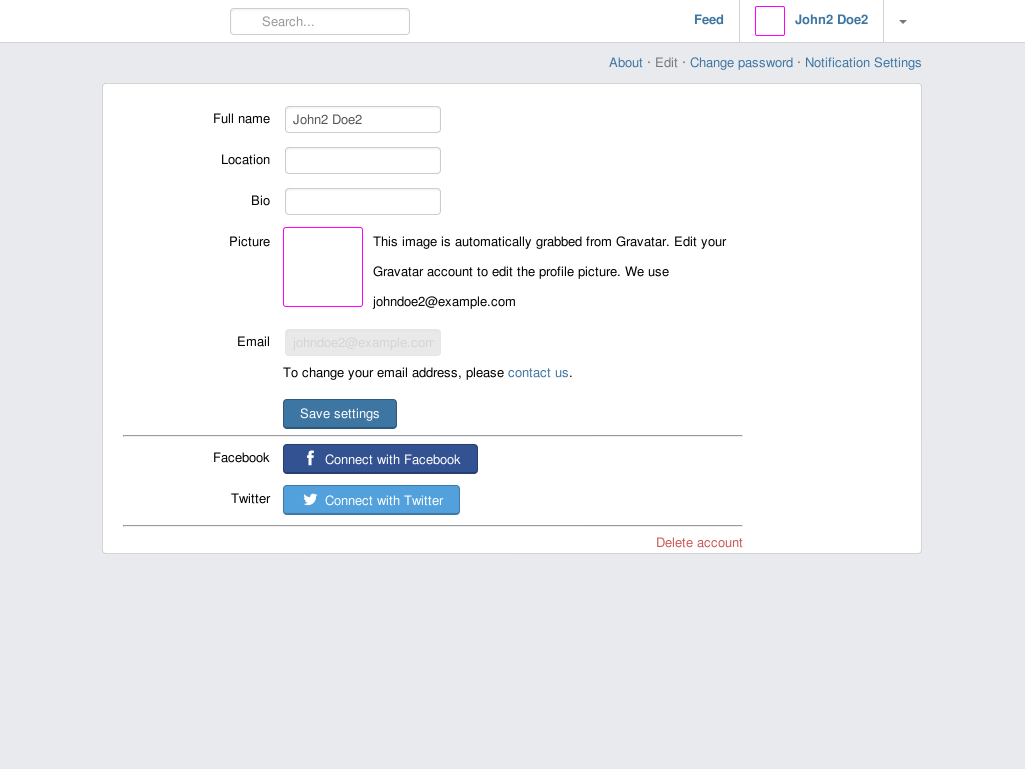 Search...
Feed
John2 Doe2
About · Edit · Change password · Notification Settings
Full name
John2 Doe2
Location
Bio
Picture
This image is automatically grabbed from Gravatar. Edit your
Gravatar account to edit the profile picture. We use
johndoe2@example.com
Email
johndoe2@example.com
To change your email address, please contact us.
Save settings
Facebook
Connect with Facebook
Twitter
Connect with Twitter
Delete account